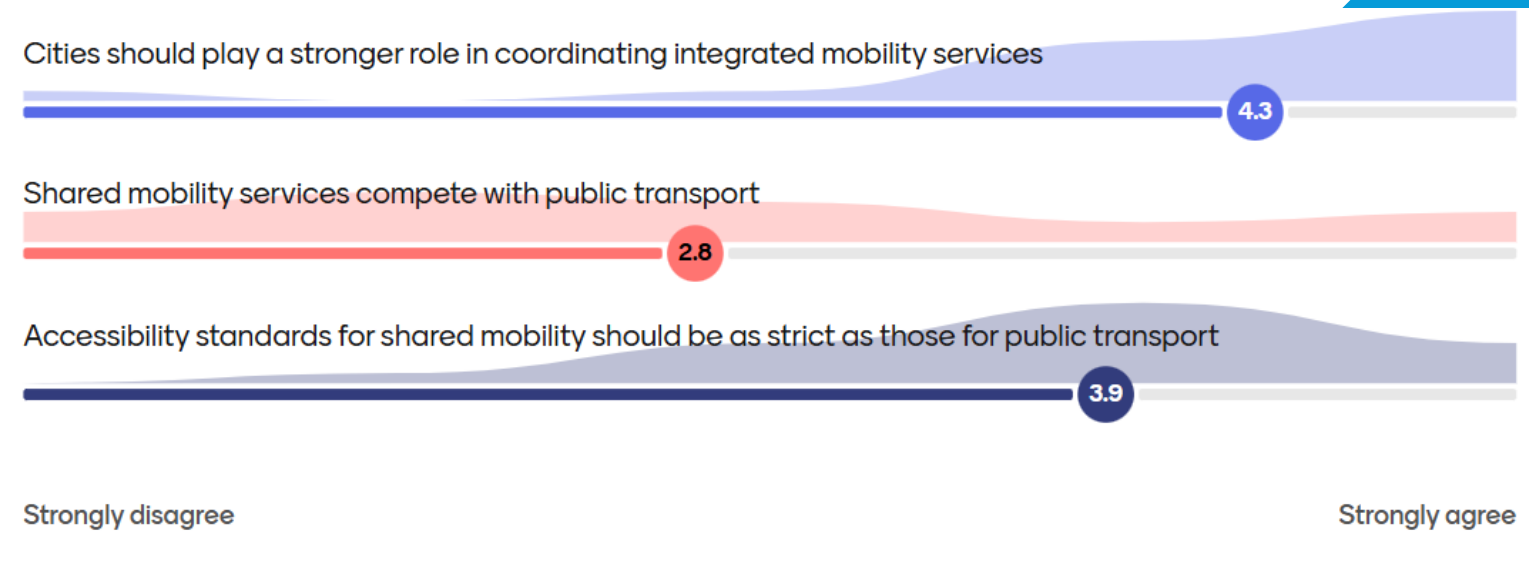 Cities should play a stronger role in coordinating integrated mobility services
4.3
Shared mobility services compete with public transport
2.8
Accessibility standards for shared mobility should be as strict as those for public transport
3.9
Strongly disagree
Strongly agree